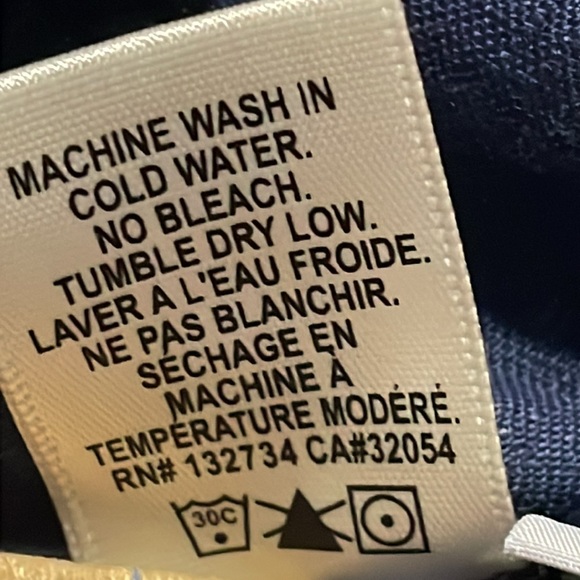 MACHINE WASH IN
COLD WATER.
NO BLEACH.
TUMBLE DRY LOW.
LAVER A L'EAU FROIDE.
NE PAS BLANCHIR.
SÉCHAGE EN
MACHINE À
TEMPÉRATURE MODÉRÉ.
RN# 132734 CA#32054
30C